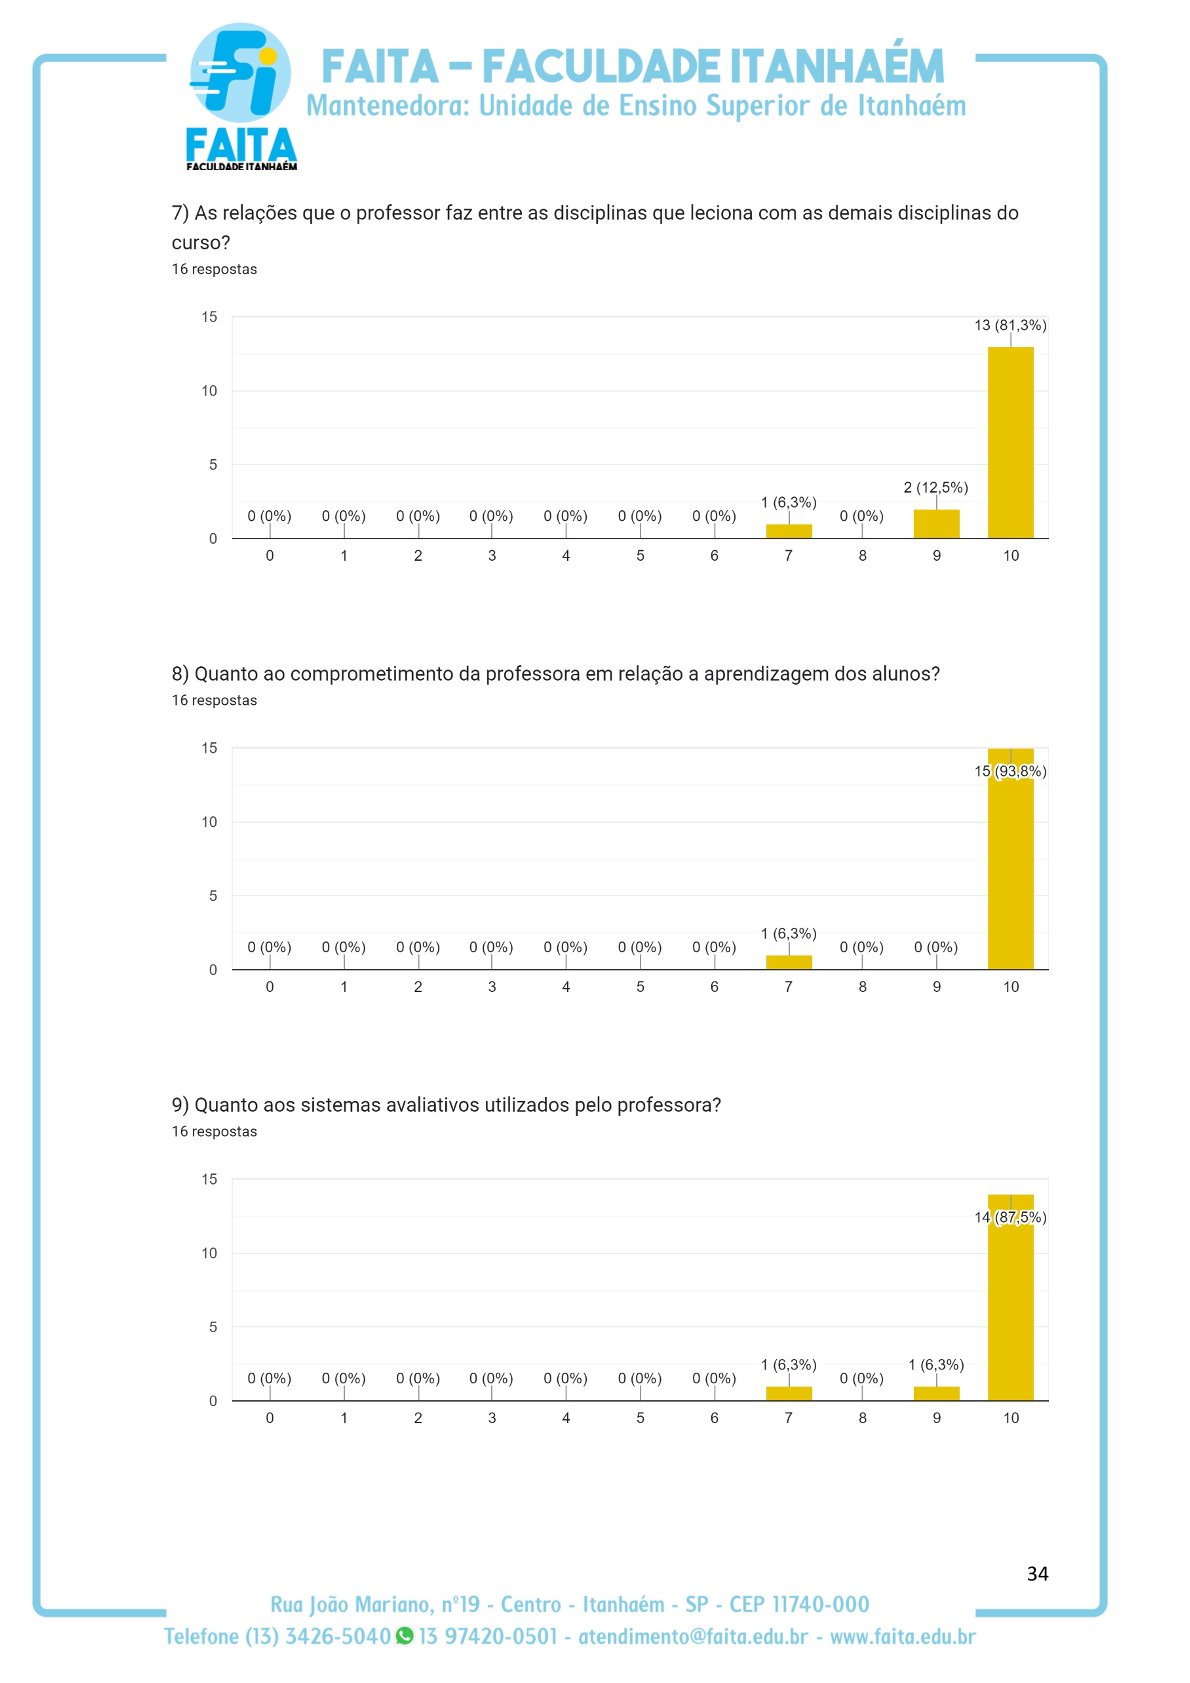 FAITA – FACULDADE ITANHAÉM
Mantenedora: Unidade de Ensino Superior de Itanhaém
Fi
FAITA
FACULDADE ITANHAÉM
7) As relações que o professor faz entre as disciplinas que leciona com as demais disciplinas do
curso?
16 respostas
15
13 (81,3%)
10
5
2 (12,5%)
1 (6,3%)
0 (0%) 0 (0%) 0 (0%) 0 (0%) 0 (0%) 0 (0%) 0 (0%) 0 (0%)
0
0 1 2 3 4 5 6 7 8 9 10
8) Quanto ao comprometimento da professora em relação a aprendizagem dos alunos?
16 respostas
15
15 (93,8%)
10
5
1 (6,3%)
0 (0%) 0 (0%) 0 (0%) 0 (0%) 0 (0%) 0 (0%) 0 (0%) 0 (0%) 0 (0%)
0
0 1 2 3 4 5 6 7 8 9 10
9) Quanto aos sistemas avaliativos utilizados pelo professora?
16 respostas
15
14 (87,5%)
10
5
1 (6,3%) 1 (6,3%)
0 (0%) 0 (0%) 0 (0%) 0 (0%) 0 (0%) 0 (0%) 0 (0%) 0 (0%)
0
0 1 2 3 4 5 6 7 8 9 10
34
Rua João Mariano, nº19 - Centro - Itanhaém - SP - CEP 11740-000
Telefone (13) 3426-5040 13 97420-0501 - atendimento@faita.edu.br - www.faita.edu.br